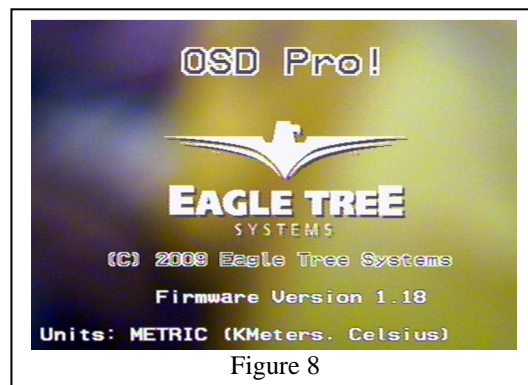 OSD Pro!
EAGLE TREE
SYSTEMS
(C) 2009 Eagle Tree Systems
Firmware Version 1.18
Units: METRIC (KMeters. Celsius)
Figure 8